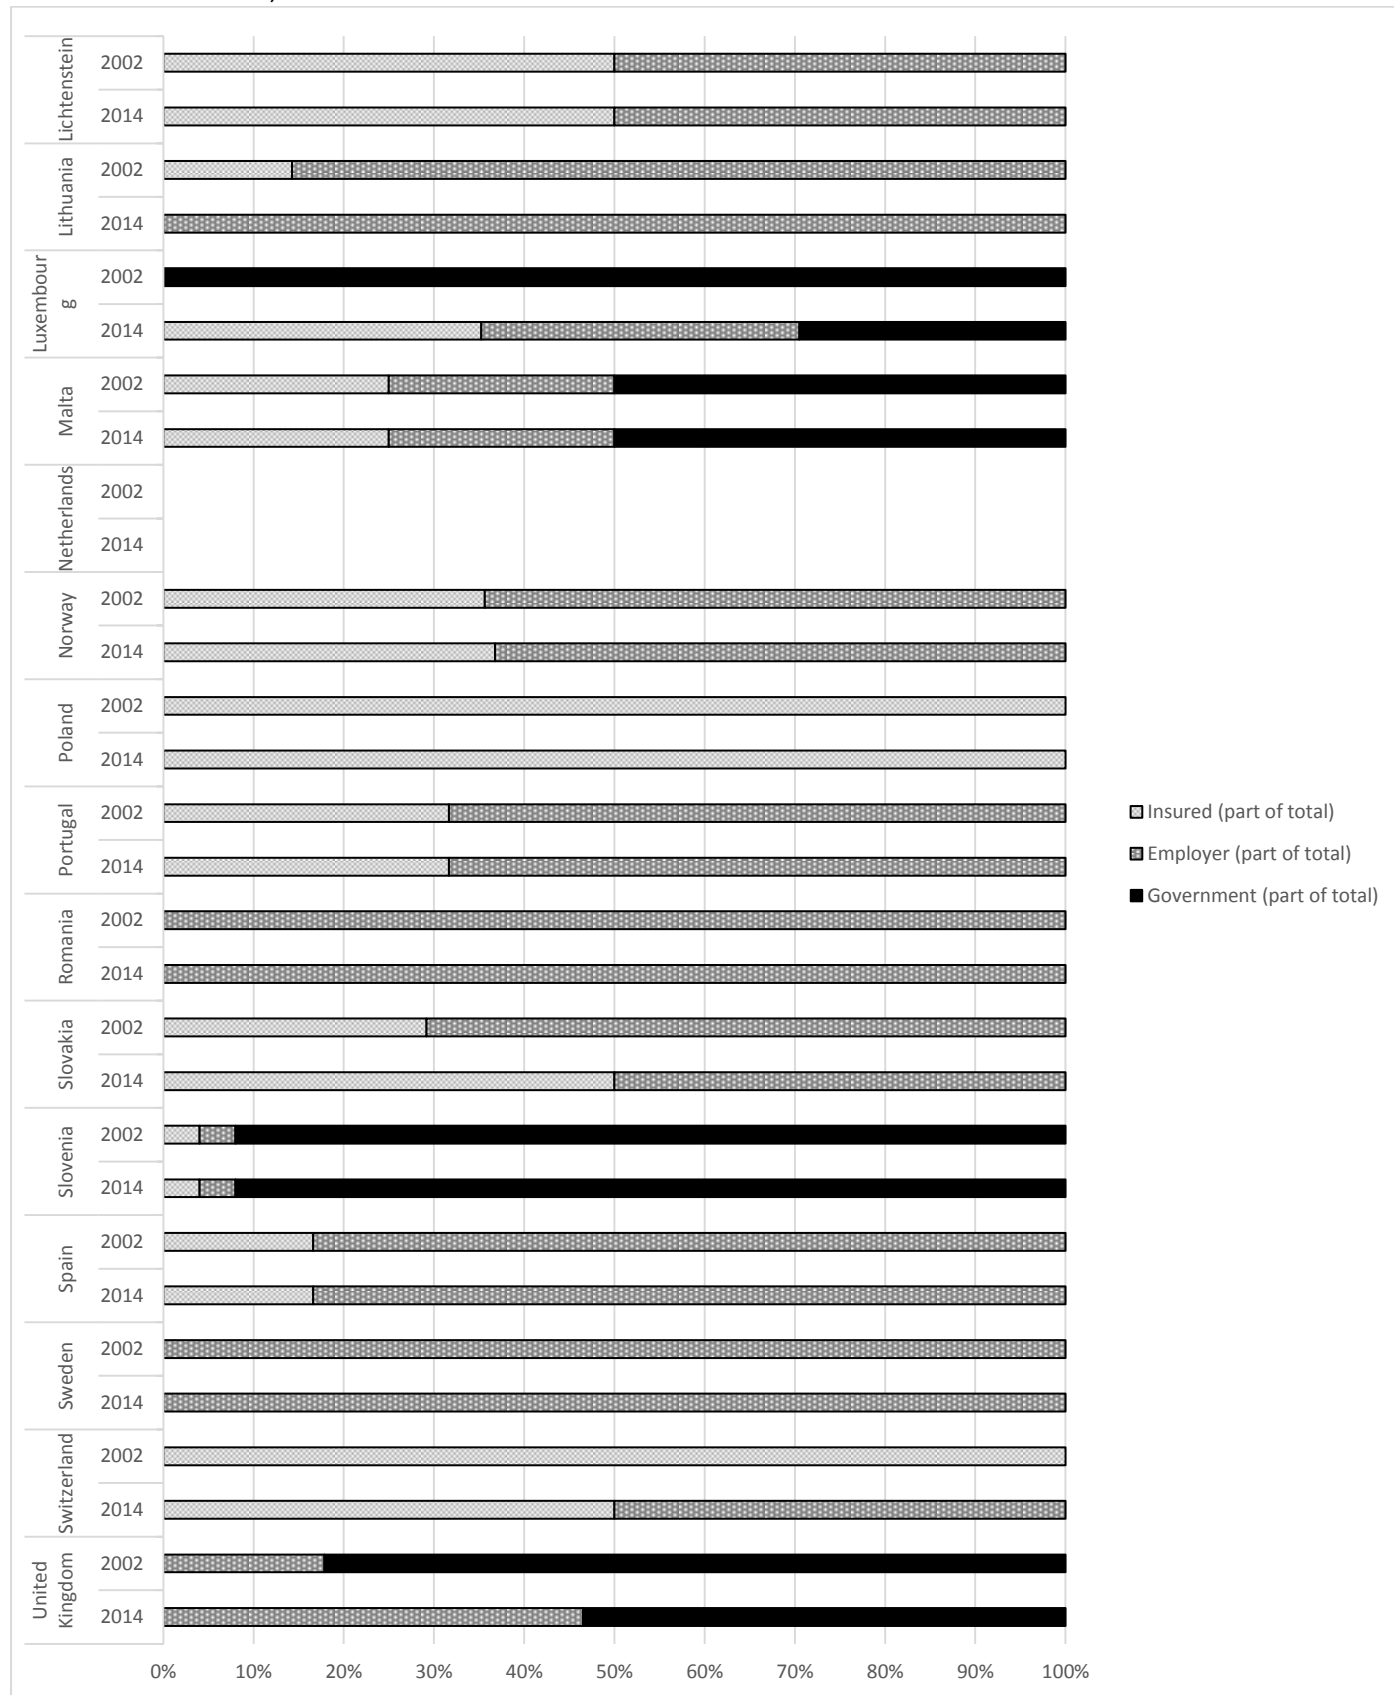 Lichtenstein
2002
2014
Lithuania
2002
2014
Luxembour
g
2002
2014
Malta
2002
2014
Netherlands
2002
2014
Norway
2002
2014
Poland
2002
2014
Portugal
2002
2014
Romania
2002
2014
Slovakia
2002
2014
Slovenia
2002
2014
Spain
2002
2014
Sweden
2002
2014
Switzerland
2002
2014
United
Kingdom
2002
2014
0% 10% 20% 30% 40% 50% 60% 70% 80% 90% 100%
Insured (part of total)
Employer (part of total)
Government (part of total)